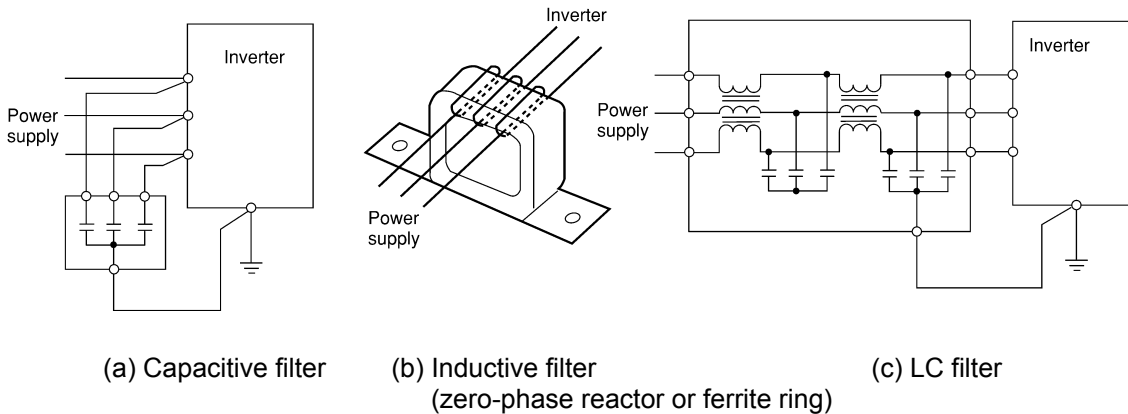 Inverter
Power
supply
(a) Capacitive filter
Inverter
Power
supply
(b) Inductive filter
(zero-phase reactor or ferrite ring)
Inverter
Power
supply
(c) LC filter